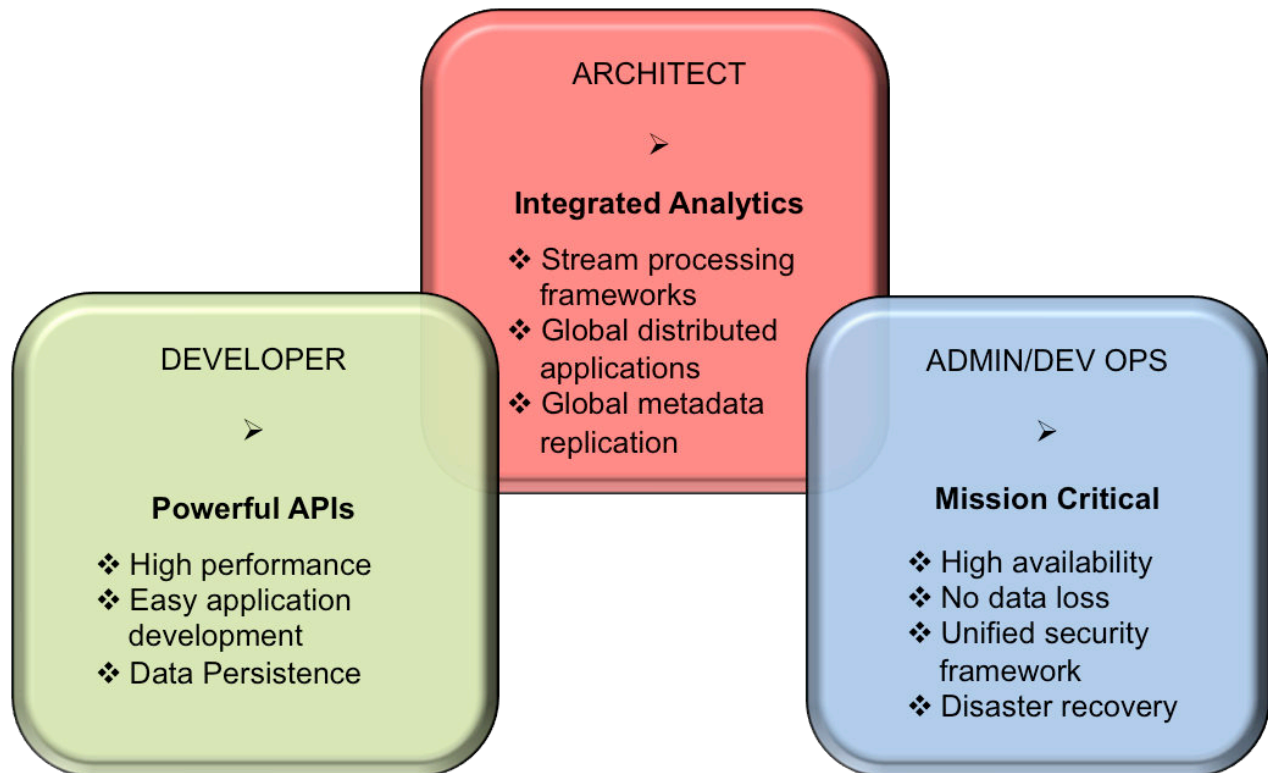 ARCHITECT
➢
Integrated Analytics
❖ Stream processing
frameworks
❖ Global distributed
applications
❖ Global metadata
replication
DEVELOPER
➢
Powerful APIs
❖ High performance
❖ Easy application
development
❖ Data Persistence
ADMIN/DEV OPS
➢
Mission Critical
❖ High availability
❖ No data loss
❖ Unified security
framework
❖ Disaster recovery